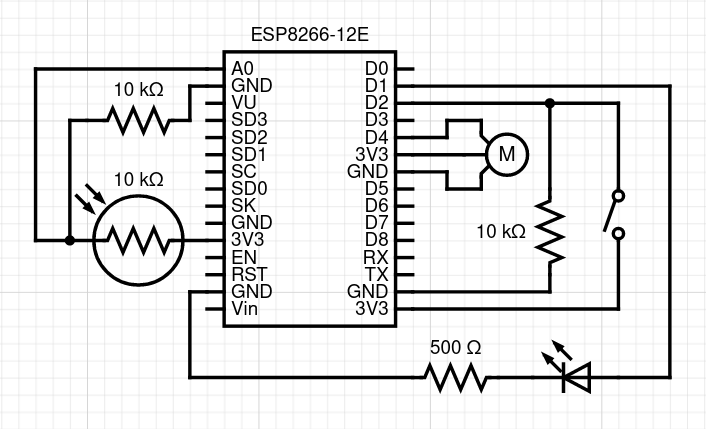 ESP8266-12E
A0 D0
GND D1
10 kΩ
VU D2
SD3 D3
SD2 D4
SD1 3V3 M
SC GND
10 kΩ
SD0 D5
SK D6
GND D7
10 kΩ
3V3 D8
EN RX
RST TX
GND GND
Vin 3V3
500 Ω